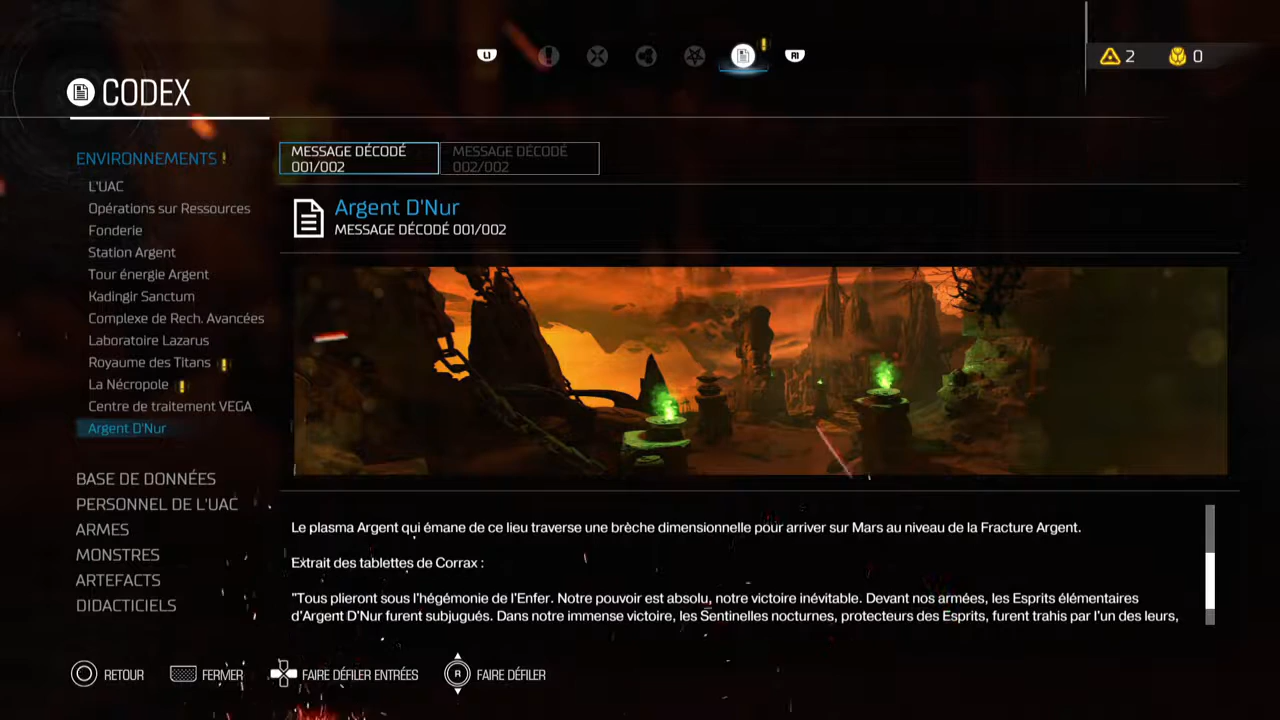 L1
R1
2
0
CODEX
ENVIRONNEMENTS !
L'UAC
Opérations sur Ressources
Fonderie
Station Argent
Tour énergie Argent
Kadingir Sanctum
Complexe de Rech. Avancées
Laboratoire Lazarus
Royaume des Titans !
La Nécropole !
Centre de traitement VEGA
Argent D'Nur
BASE DE DONNÉES
PERSONNEL DE L'UAC
ARMES
MONSTRES
ARTEFACTS
DIDACTICIELS
MESSAGE DÉCODÉ
001/002
MESSAGE DÉCODÉ
002/002
Argent D'Nur
MESSAGE DÉCODÉ 001/002
Le plasma Argent qui émane de ce lieu traverse une brèche dimensionnelle pour arriver sur Mars au niveau de la Fracture Argent.
Extrait des tablettes de Corrax :
"Tous plieront sous l'hégémonie de l'Enfer. Notre pouvoir est absolu, notre victoire inévitable. Devant nos armées, les Esprits élémentaires
d'Argent D'Nur furent subjugués. Dans notre immense victoire, les Sentinelles nocturnes, protecteurs des Esprits, furent trahis par l'un des leurs,
RETOUR
FERMER
FAIRE DÉFILER ENTRÉES
R
FAIRE DÉFILER